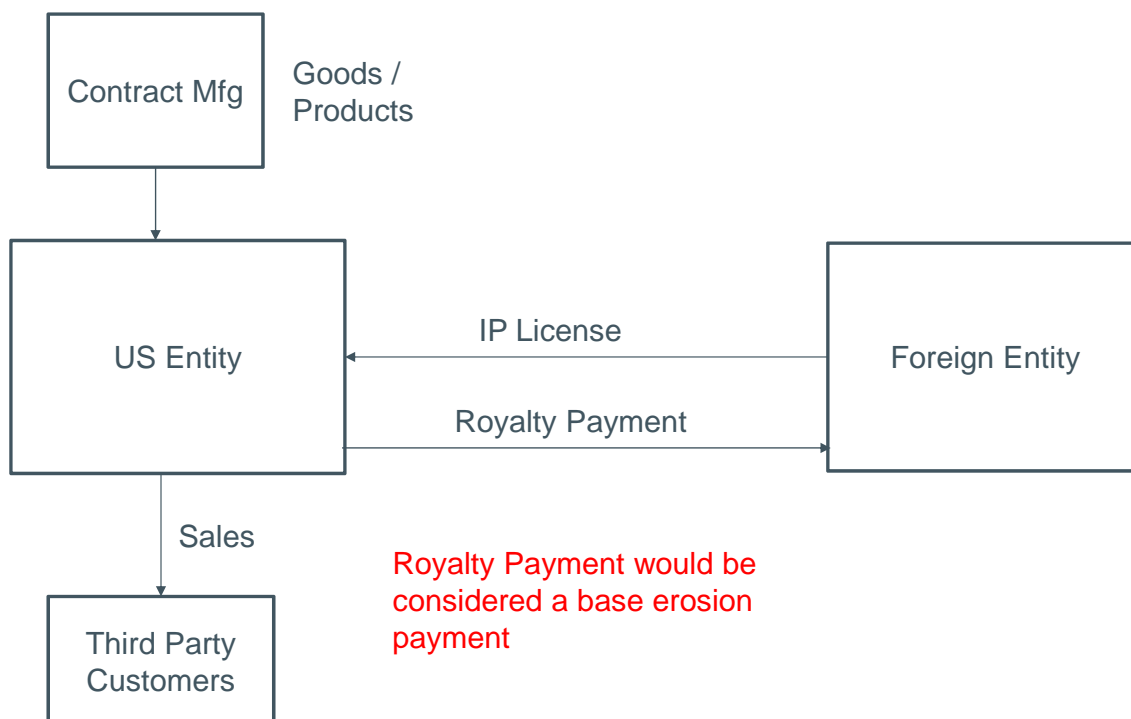 Contract Mfg
Goods /
Products
US Entity
IP License
Royalty Payment
Foreign Entity
Sales
Royalty Payment would be
considered a base erosion
payment
Third Party
Customers